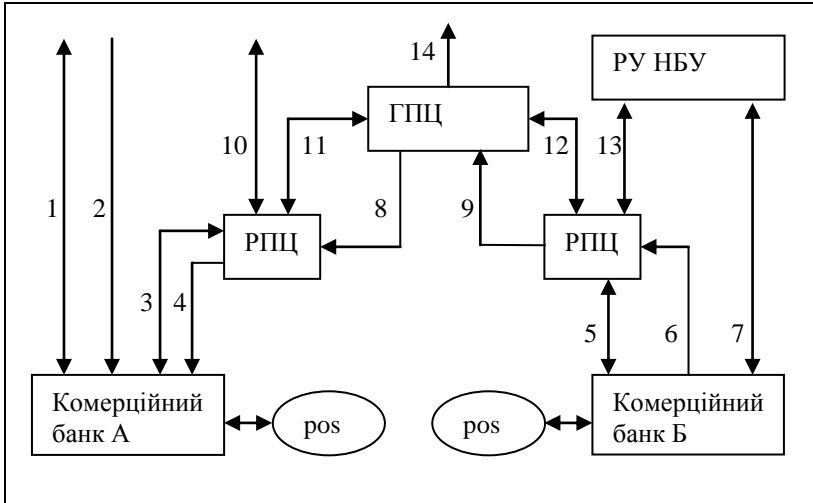 14
РУ НБУ
ГПЦ
10
11
12
13
1
2
8
9
РПЦ
РПЦ
3
4
5
6
7
Комерційний
банк А
pos
pos
Комерційний
банк Б